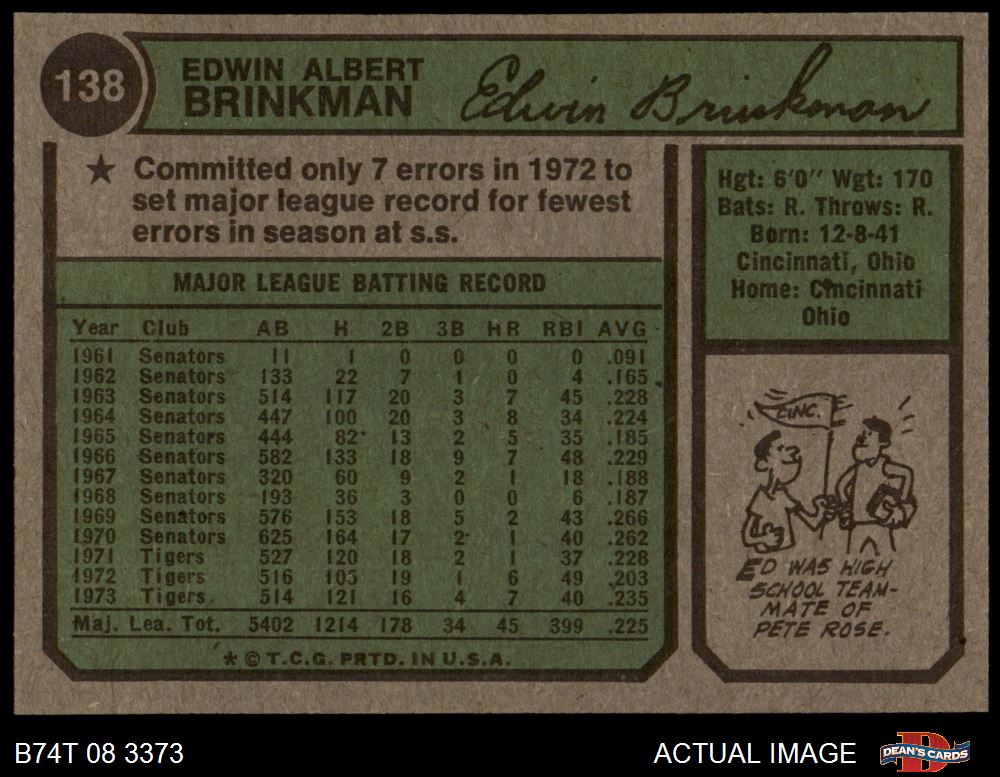 138
EDWIN ALBERT
BRINKMAN
Edwin Brinkman
★ Committed only 7 errors in 1972 to
set major league record for fewest
errors in season at s.s.
MAJOR LEAGUE BATTING RECORD
Year Club AB H 2B 3B HR RBI AVG
1961 Senators 11 1 0 0 0 0 .091
1962 Senators 133 22 7 1 0 4 .165
1963 Senators 514 117 20 3 7 45 .228
1964 Senators 447 100 20 3 8 34 .224
1965 Senators 444 82 13 2 5 35 .185
1966 Senators 582 133 18 9 7 48 .229
1967 Senators 320 60 9 2 1 18 .188
1968 Senators 193 36 3 0 0 6 .187
1969 Senators 576 153 18 5 2 43 .266
1970 Senators 625 164 17 2 1 40 .262
1971 Tigers 527 120 18 2 1 37 .228
1972 Tigers 516 105 19 1 6 49 .203
1973 Tigers 514 121 16 4 7 40 .235
Maj. Lea. Tot. 5402 1214 178 34 45 399 .225
* © T.C.G. PRTD. IN U.S.A.
Hgt: 6'0" Wgt: 170
Bats: R. Throws: R.
Born: 12-8-41
Cincinnati, Ohio
Home: Cincinnati
Ohio
CINC.
ED WAS HIGH
SCHOOL TEAM-
MATE OF
PETE ROSE.
B74T 08 3373
ACTUAL IMAGE
DEAN'S CARDS